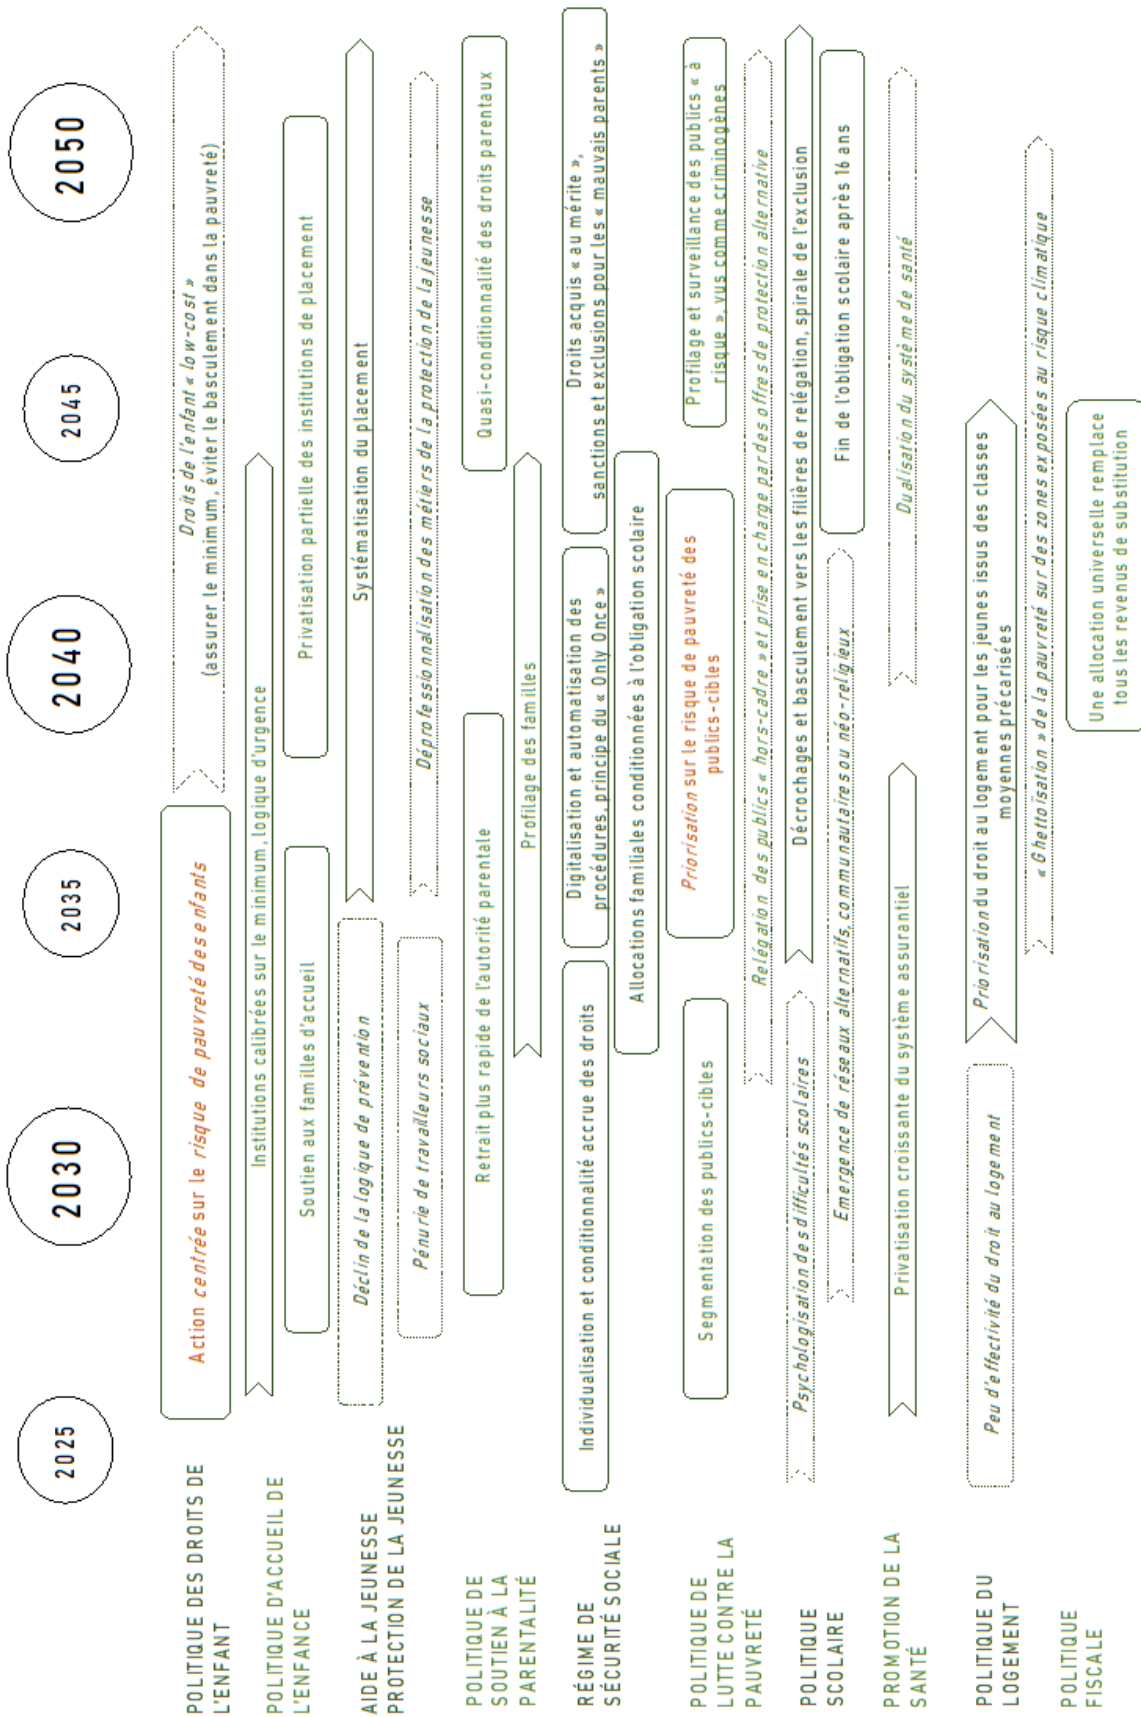 2025
2030
2035
2040
2045
2050
POLITIQUE DES DROITS DE
L'ENFANT
Action centrée sur le risque de pauvreté des enfants
Droits de l'enfant « low-cost »
(assurer le minimum, éviter le basculement dans la pauvreté)
POLITIQUE D'ACCUEIL DE
L'ENFANCE
Institutions calibrées sur le minimum, logique d'urgence
Soutien aux familles d'accueil
Privatisation partielle des institutions de placement
AIDE À LA JEUNESSE
PROTECTION DE LA JEUNESSE
Déclin de la logique de prévention
Systématisation du placement
Pénurie de travailleurs sociaux
Déprofessionnalisation des métiers de la protection de la jeunesse
POLITIQUE DE
SOUTIEN À LA
PARENTALITÉ
Retrait plus rapide de l'autorité parentale
Quasi-conditionnalité des droits parentaux
Profilage des familles
RÉGIME DE
SÉCURITÉ SOCIALE
Individualisation et conditionnalité accrue des droits
Digitalisation et automatisation des
procédures, principe du « Only Once »
Droits acquis « au mérite »,
sanctions et exclusions pour les « mauvais parents »
Allocations familiales conditionnées à l'obligation scolaire
POLITIQUE DE
LUTTE CONTRE LA
PAUVRETÉ
Segmentation des publics-cibles
Priorisation sur le risque de pauvreté des
publics-cibles
Profilage et surveillance des publics « à
risque », vus comme criminogènes
Relégation des publics « hors-cadre » et prise en charge par des offres de protection alternative
POLITIQUE
SCOLAIRE
Psychologisation des difficultés scolaires
Décrochages et basculement vers les filières de relégation, spirale de l'exclusion
Emergence de réseaux alternatifs, communautaires ou néo-religieux
Fin de l'obligation scolaire après 16 ans
PROMOTION DE LA
SANTÉ
Privatisation croissante du système assurantiel
Dualisation du système de santé
POLITIQUE DU
LOGEMENT
Peu d'effectivité du droit au logement
Priorisation du droit au logement pour les jeunes issus des classes
moyennes précarisées
« Ghettoïsation » de la pauvreté sur des zones exposées au risque climatique
POLITIQUE
FISCALE
Une allocation universelle remplace
tous les revenus de substitution